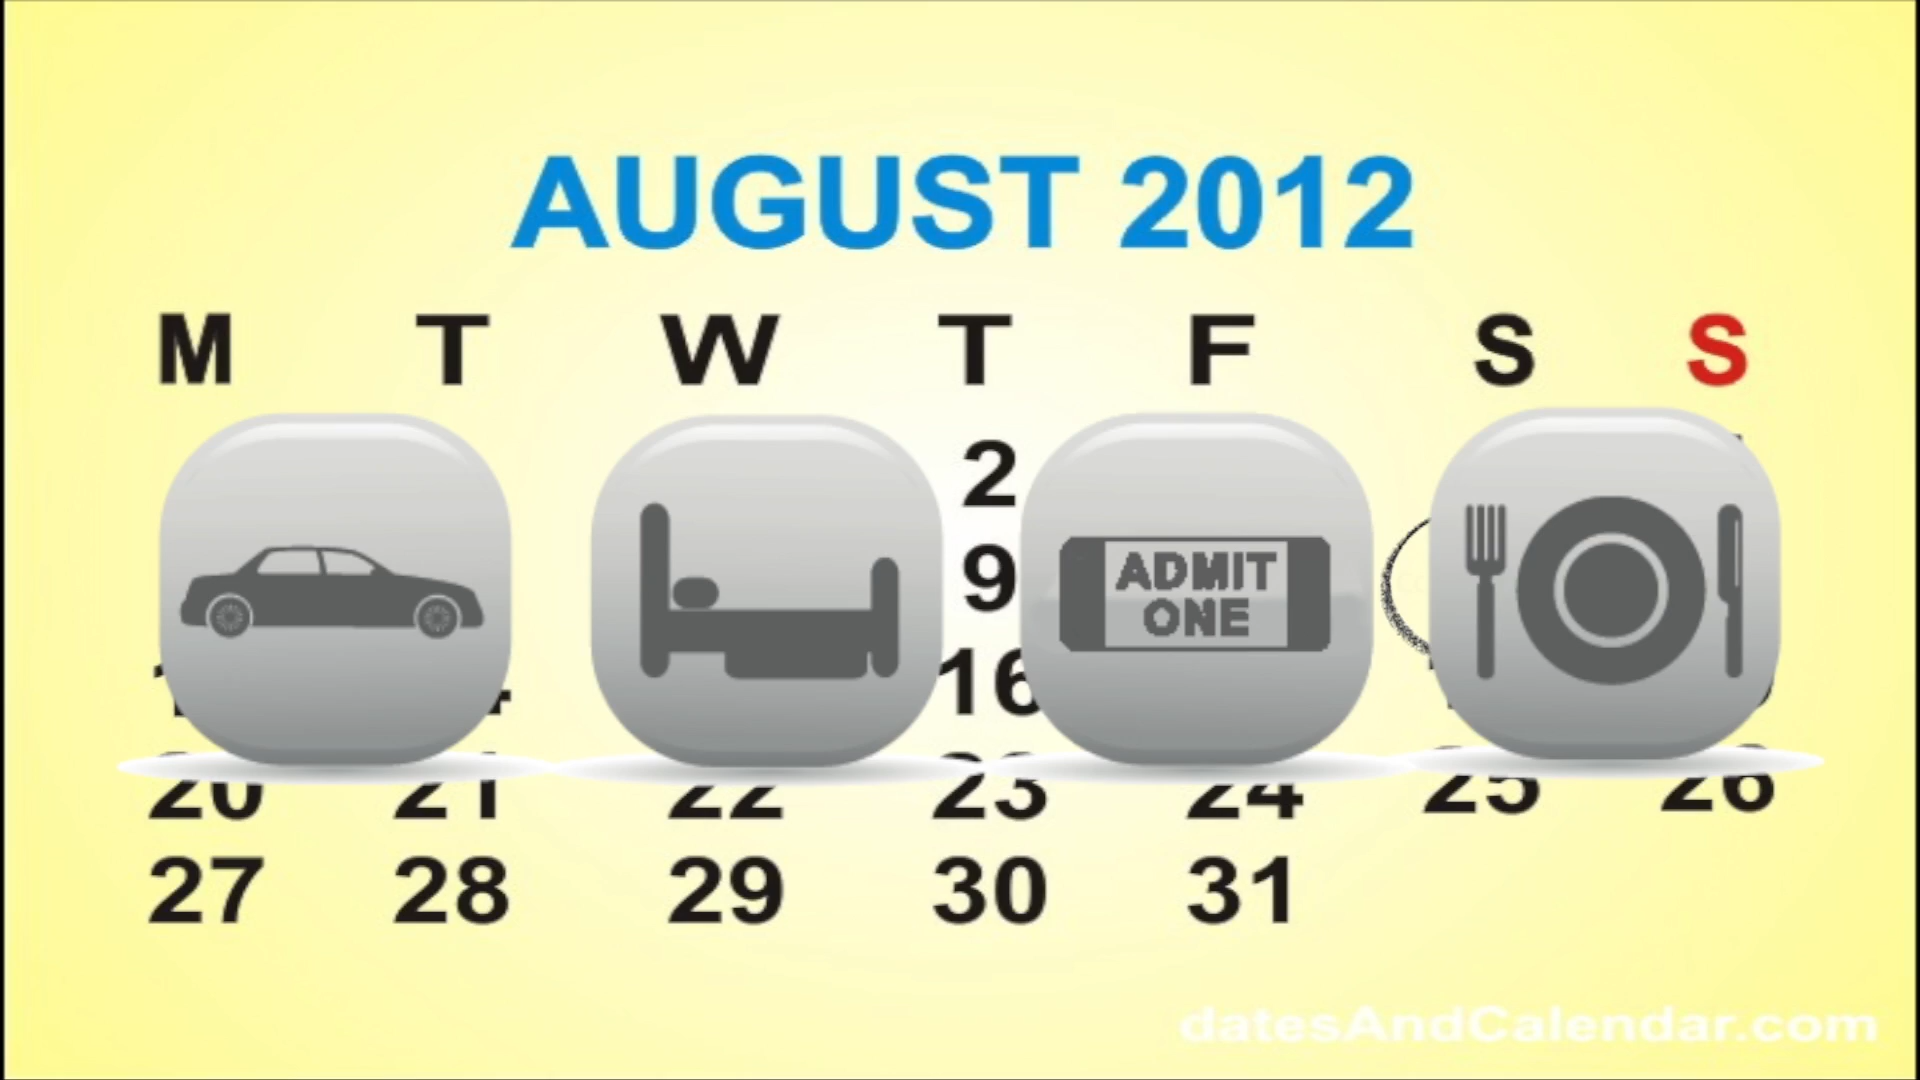 AUGUST 2012
M T W T F S S
2
9
ADMIT
ONE
16
20 21 22 23 24 25 26
27 28 29 30 31
datesAndCalendar.com